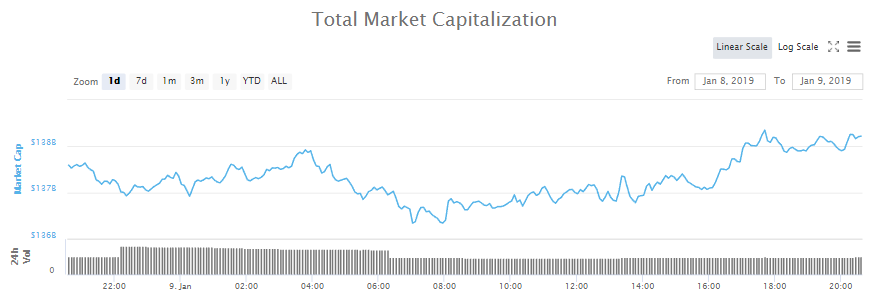 Total Market Capitalization
Linear Scale Log Scale
Zoom 1d 7d 1m 3m 1y YTD ALL From Jan 8, 2019 To Jan 9, 2019
Market Cap
$138B
$137B
$136B
24h Vol
0
22:00 9. Jan 02:00 04:00 06:00 08:00 10:00 12:00 14:00 16:00 18:00 20:00